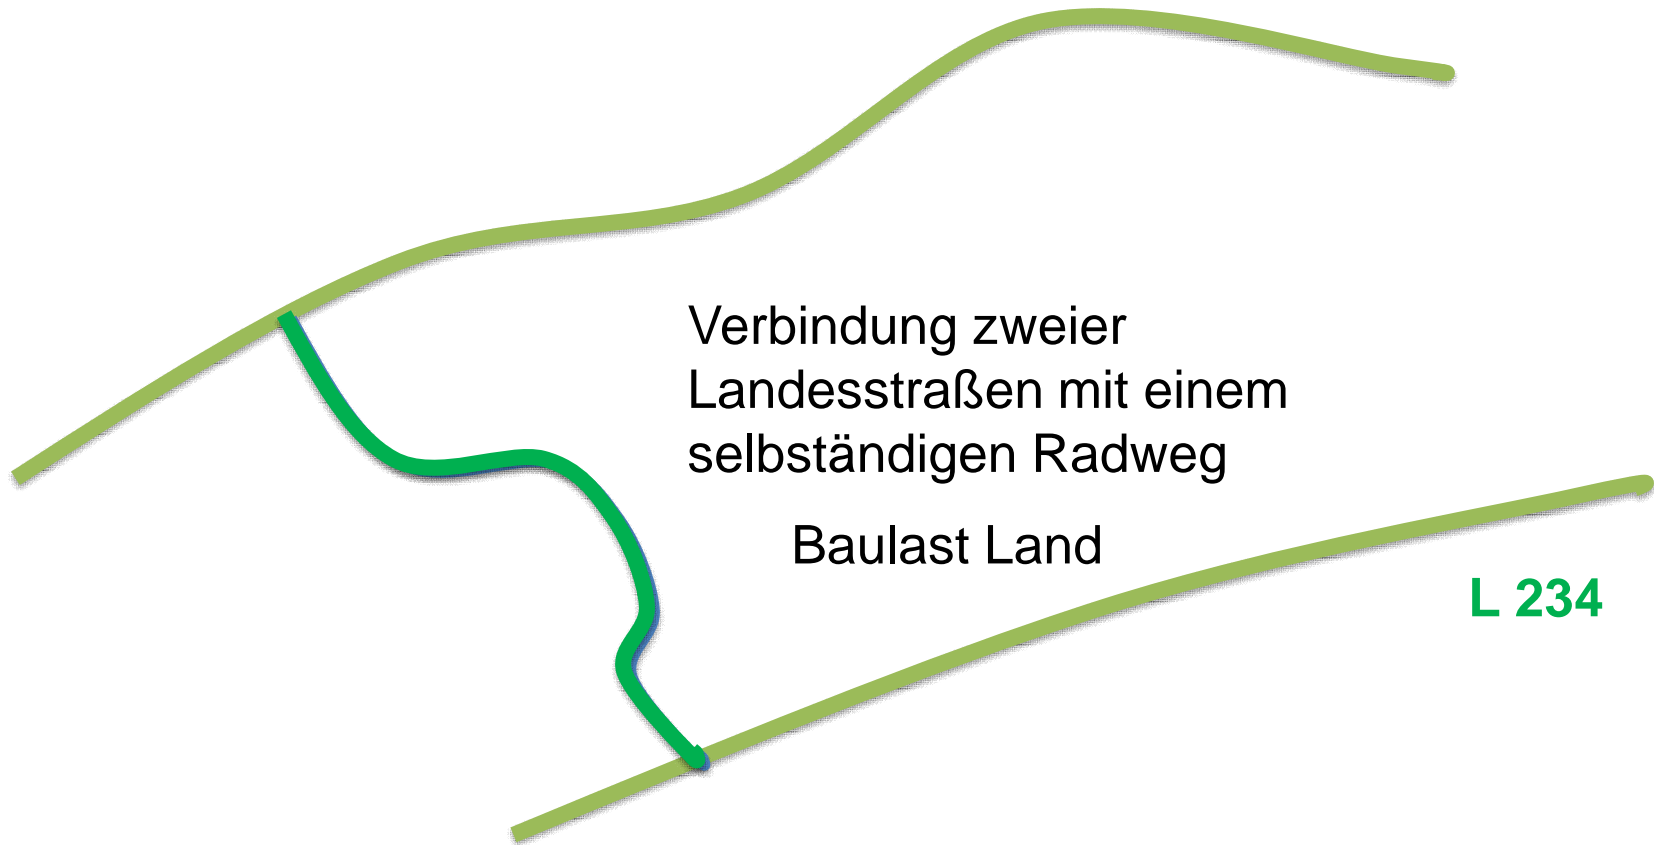 Verbindung zweier
Landesstraßen mit einem
selbständigen Radweg
Baulast Land
L 234